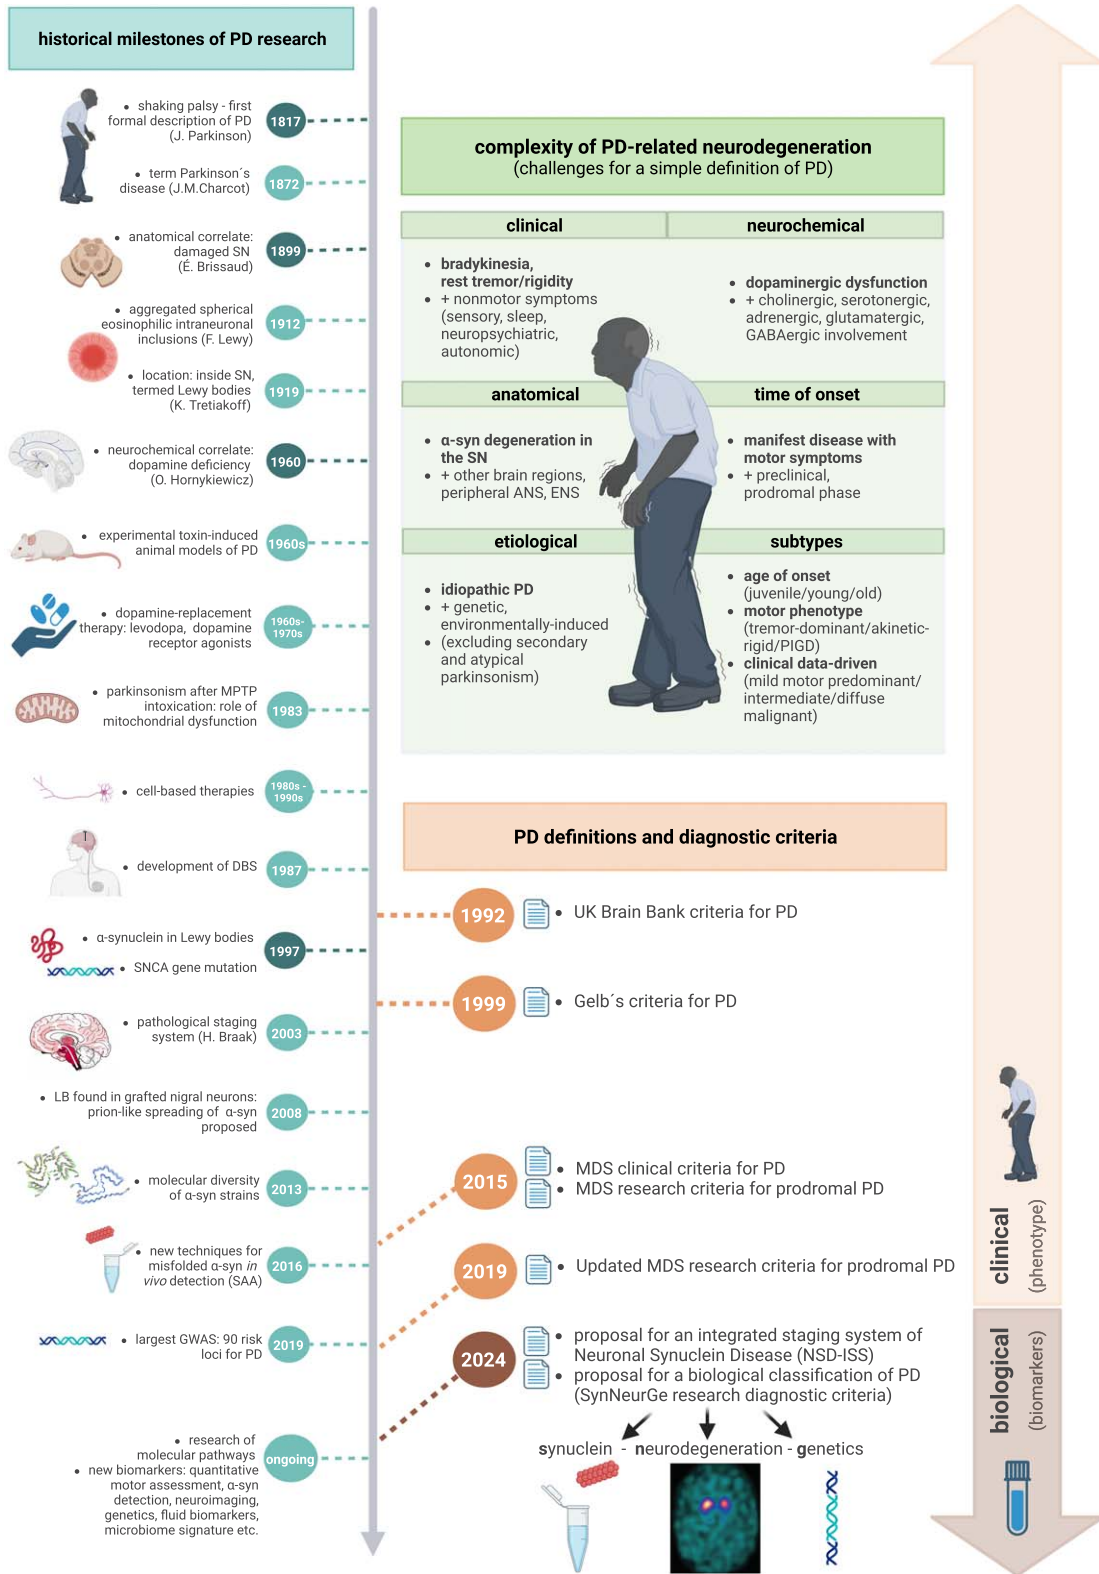 historical milestones of PD research
• shaking palsy - first
formal description of PD
(J. Parkinson)
1817
• term Parkinson´s
disease (J.M.Charcot)
1872
• anatomical correlate:
damaged SN
(É. Brissaud)
1899
• aggregated spherical
eosinophilic intraneuronal
inclusions (F. Lewy)
1912
• location: inside SN,
termed Lewy bodies
(K. Tretiakoff)
1919
• neurochemical correlate:
dopamine deficiency
(O. Hornykiewicz)
1960
• experimental toxin-induced
animal models of PD
1960s
• dopamine-replacement
therapy: levodopa, dopamine
receptor agonists
1960s-
1970s
• parkinsonism after MPTP
intoxication: role of
mitochondrial dysfunction
1983
• cell-based therapies
1980s -
1990s
• development of DBS
1987
• α-synuclein in Lewy bodies
• SNCA gene mutation
1997
• pathological staging
system (H. Braak)
2003
• LB found in grafted nigral neurons:
prion-like spreading of α-syn
proposed
2008
• molecular diversity
of α-syn strains
2013
• new techniques for
misfolded α-syn in
vivo detection (SAA)
2016
• largest GWAS: 90 risk
loci for PD
2019
• research of
molecular pathways
• new biomarkers: quantitative
motor assessment, α-syn
detection, neuroimaging,
genetics, fluid biomarkers,
microbiome signature etc.
ongoing
complexity of PD-related neurodegeneration
(challenges for a simple definition of PD)
clinical
• bradykinesia,
rest tremor/rigidity
• + nonmotor symptoms
(sensory, sleep,
neuropsychiatric,
autonomic)
neurochemical
• dopaminergic dysfunction
• + cholinergic, serotonergic,
adrenergic, glutamatergic,
GABAergic involvement
anatomical
• α-syn degeneration in
the SN
• + other brain regions,
peripheral ANS, ENS
time of onset
• manifest disease with
motor symptoms
• + preclinical,
prodromal phase
etiological
• idiopathic PD
• + genetic,
environmentally-induced
• (excluding secondary
and atypical
parkinsonism)
subtypes
• age of onset
(juvenile/young/old)
• motor phenotype
(tremor-dominant/akinetic-
rigid/PIGD)
• clinical data-driven
(mild motor predominant/
intermediate/diffuse
malignant)
PD definitions and diagnostic criteria
1992
• UK Brain Bank criteria for PD
1999
• Gelb´s criteria for PD
2015
• MDS clinical criteria for PD
• MDS research criteria for prodromal PD
2019
• Updated MDS research criteria for prodromal PD
2024
• proposal for an integrated staging system of
Neuronal Synuclein Disease (NSD-ISS)
• proposal for a biological classification of PD
(SynNeurGe research diagnostic criteria)
synuclein - neurodegeneration - genetics
clinical
(phenotype)
biological
(biomarkers)